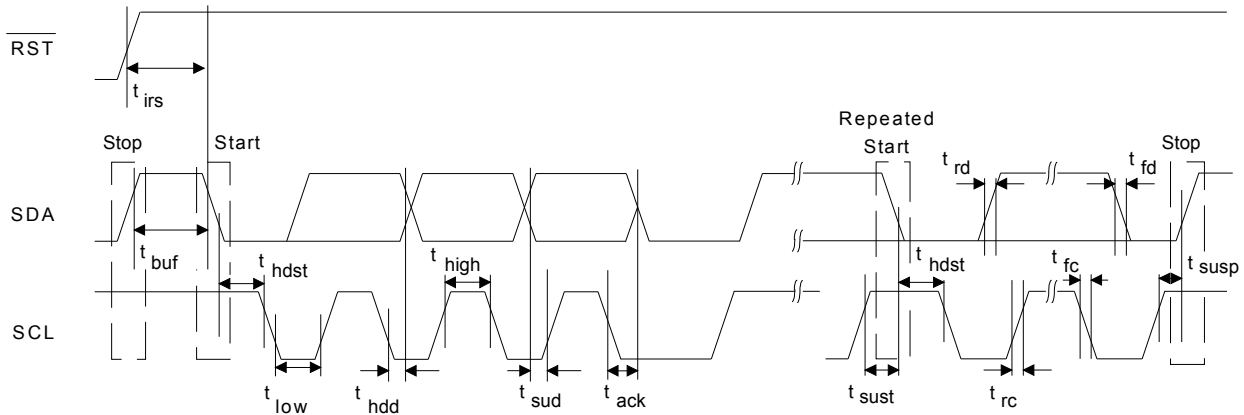 RST
t irs
Stop Start
Repeated Start
Stop
t rd
t fd
SDA
t buf
t hdst
t high
t hdst
t fc
t susp
SCL
t low
t hdd
t sud
t ack
t sust
t rc